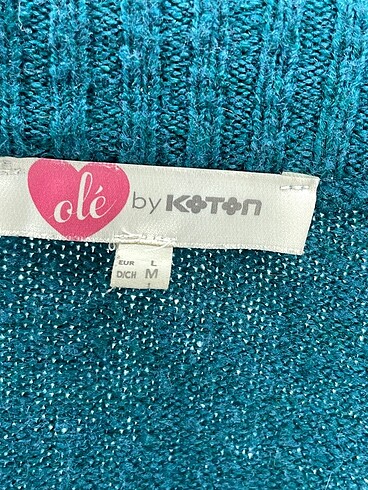 olé by KOTON
EUR L
D/CH M